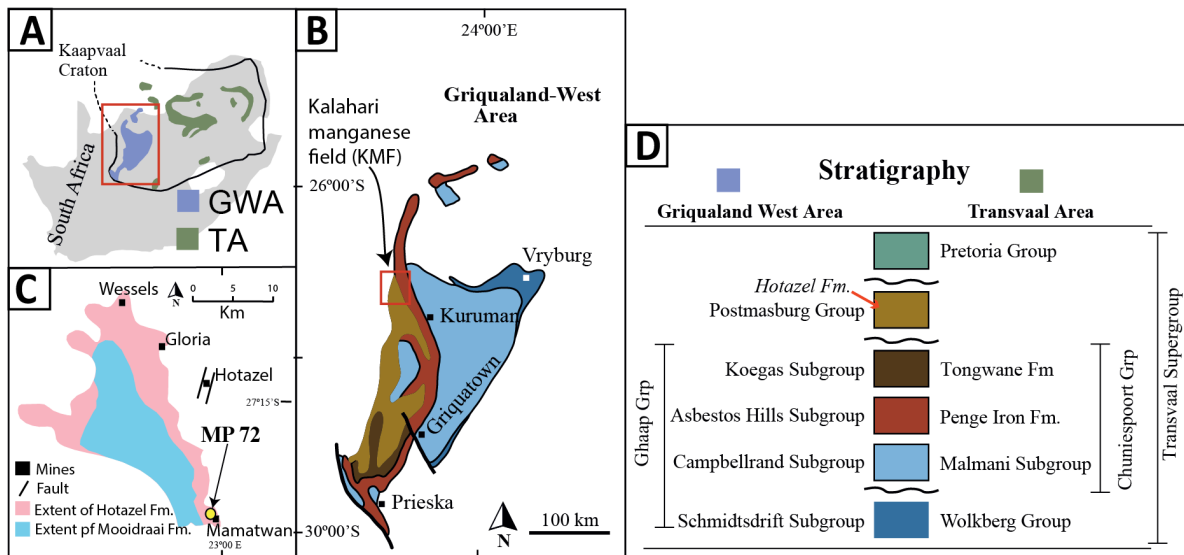 A
Kaapvaal
Craton
South Africa
GWA
TA
B
24º00'E
Griqualand-West
Area
Kalahari
manganese
field (KMF)
26º00'S
Vryburg
Kuruman
Griquatown
Prieska
30º00'S
N
100 km
C
Wessels
N
0 5 10
Km
Gloria
Hotazel
27º15'S
MP 72
Mines
Fault
Extent of Hotazel Fm.
Extent pf Mooidraai Fm.
Mamatwan
23º00 E
D
Stratigraphy
Griqualand West Area
Transvaal Area
Pretoria Group
Hotazel Fm.
Postmasburg Group
Koegas Subgroup
Tongwane Fm
Asbestos Hills Subgroup
Penge Iron Fm.
Campbellrand Subgroup
Malmani Subgroup
Schmidtsdrift Subgroup
Wolkberg Group
Ghaap Grp
Chuniespoort Grp
Transvaal Supergroup